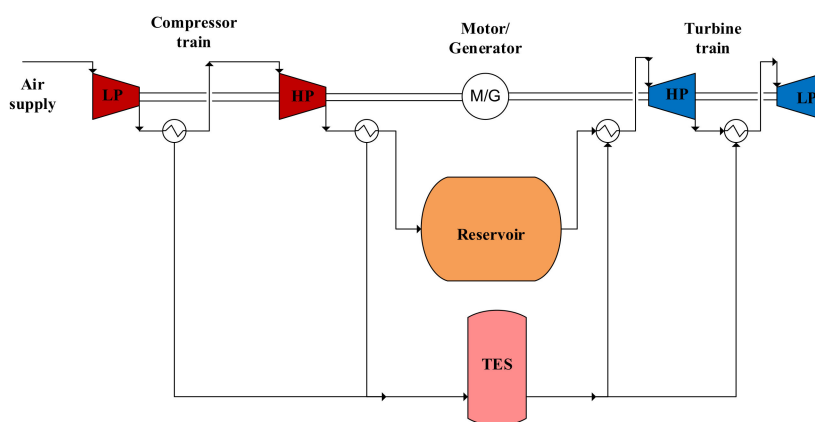 Compressor
train
Motor/
Generator
Turbine
train
Air
supply
LP
HP
M/G
HP
LP
Reservoir
TES